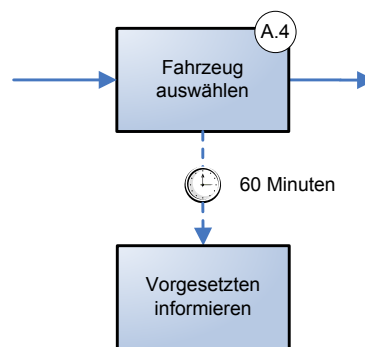 A.4
Fahrzeug
auswählen
60 Minuten
Vorgesetzten
informieren